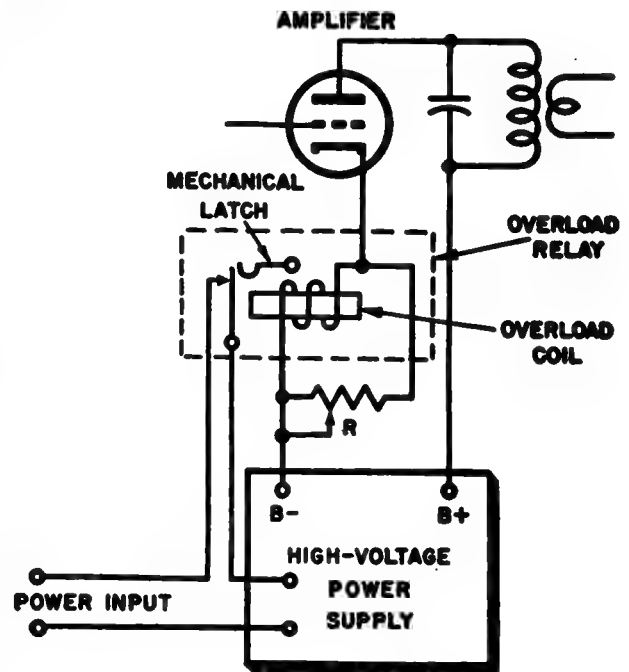 AMPLIFIER
MECHANICAL
LATCH
OVERLOAD
RELAY
OVERLOAD
COIL
R
B-
B+
HIGH-VOLTAGE
POWER
SUPPLY
POWER INPUT